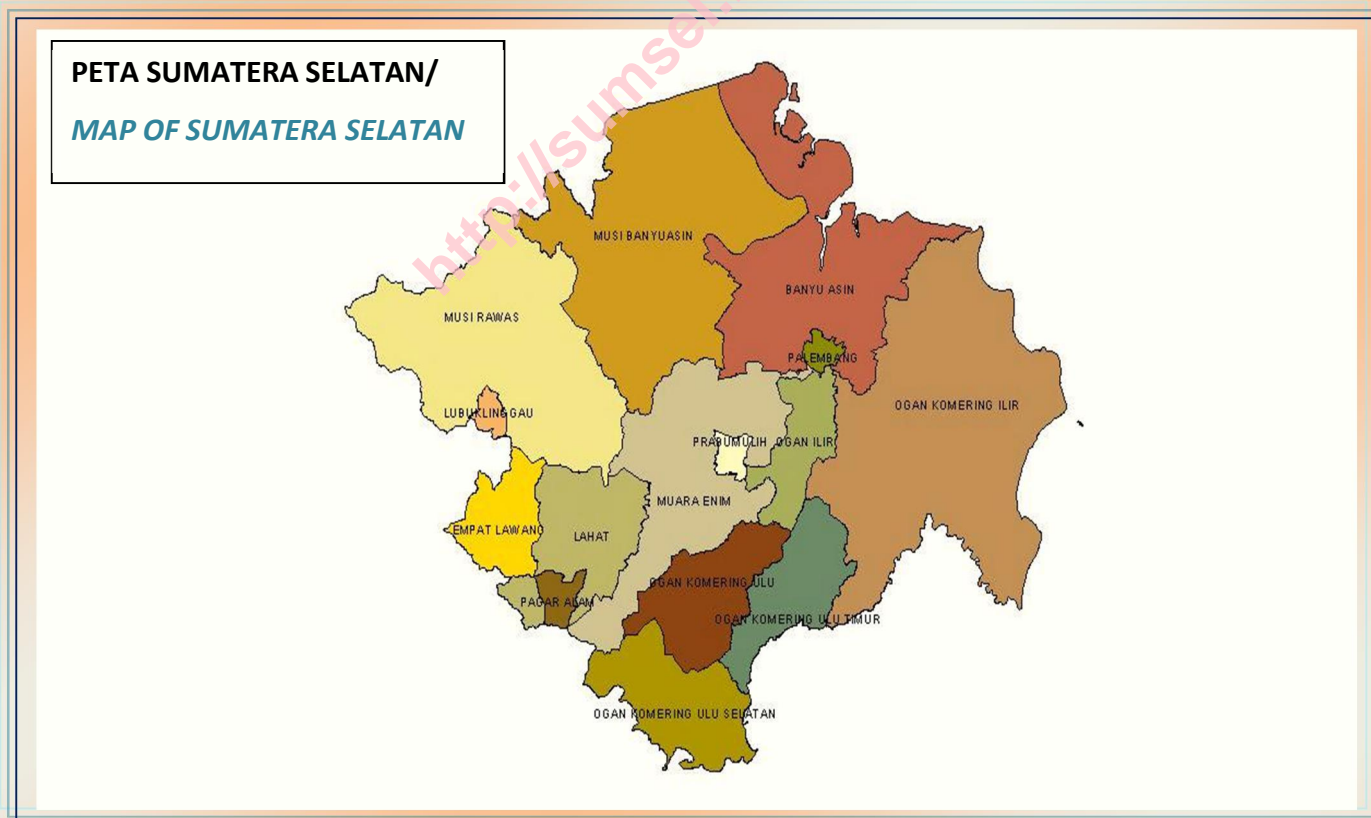 PETA SUMATERA SELATAN/
MAP OF SUMATERA SELATAN
http://sumsel.
MUSI BANYUASIN
BANYU ASIN
MUSI RAWAS
PALEMBANG
OGAN KOMERING ILIR
LUBUKLINGGAU
PRABUMULIH
OGAN ILIR
MUARA ENIM
EMPAT LAWANG
LAHAT
OGAN KOMERING ULU
PAGAR ALAM
OGAN KOMERING ULU TIMUR
OGAN KOMERING ULU SELATAN